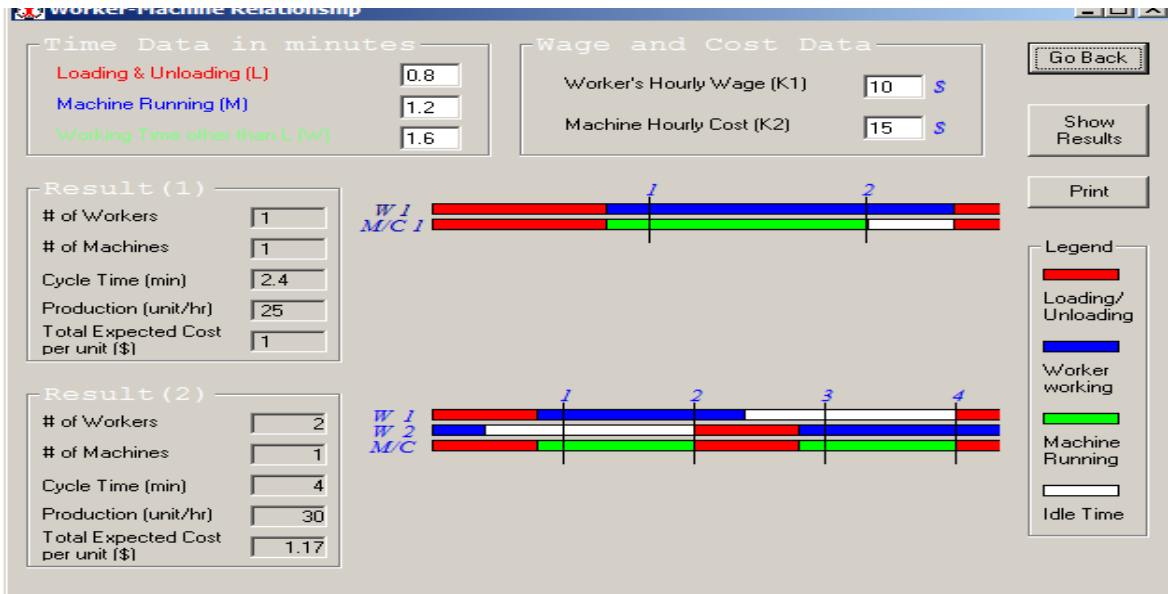 Worker-Machine Relationship
Time Data in minutes
Loading & Unloading (L) 0.8
Machine Running (M) 1.2
Working Time other than L (W) 1.6
Wage and Cost Data
Worker's Hourly Wage (K1) 10 $
Machine Hourly Cost (K2) 15 $
Go Back
Show
Results
Print
Result(1)
# of Workers 1
# of Machines 1
Cycle Time (min) 2.4
Production (unit/hr) 25
Total Expected Cost
per unit ($) 1
1 2
W 1
M/C 1
Result(2)
# of Workers 2
# of Machines 1
Cycle Time (min) 4
Production (unit/hr) 30
Total Expected Cost
per unit ($) 1.17
1 2 3 4
W 1
W 2
M/C
Legend
Loading/
Unloading
Worker
working
Machine
Running
Idle Time